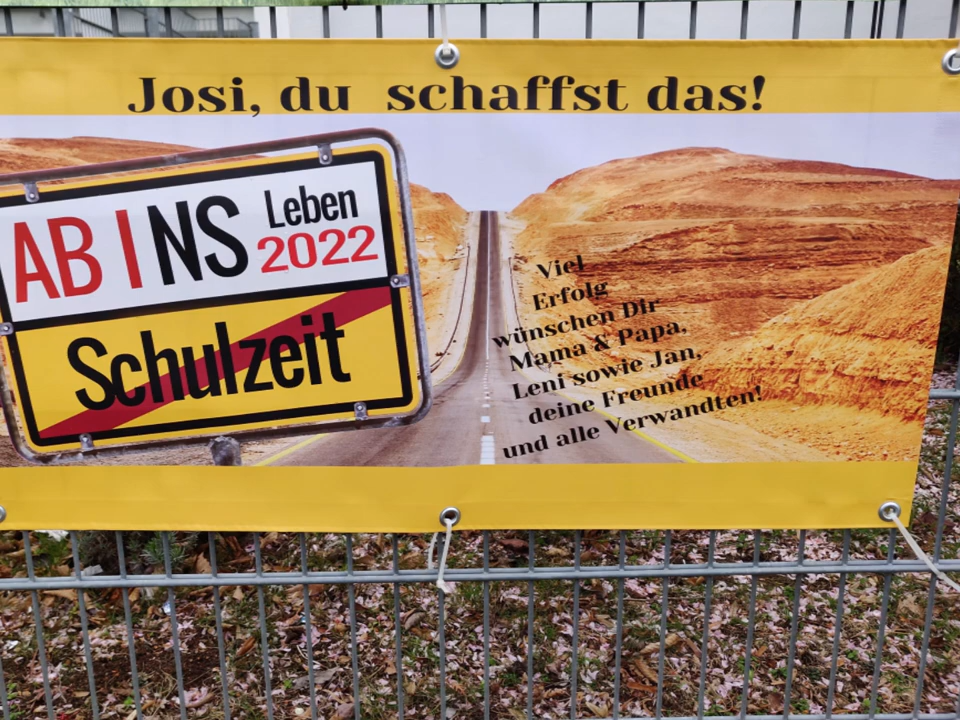 Josi, du schaffst das!
AB INS Leben
2022
Schulzeit
Viel
Erfolg
wünschen Dir
Mama & Papa,
Leni sowie Jan,
deine Freunde
und alle Verwandten!